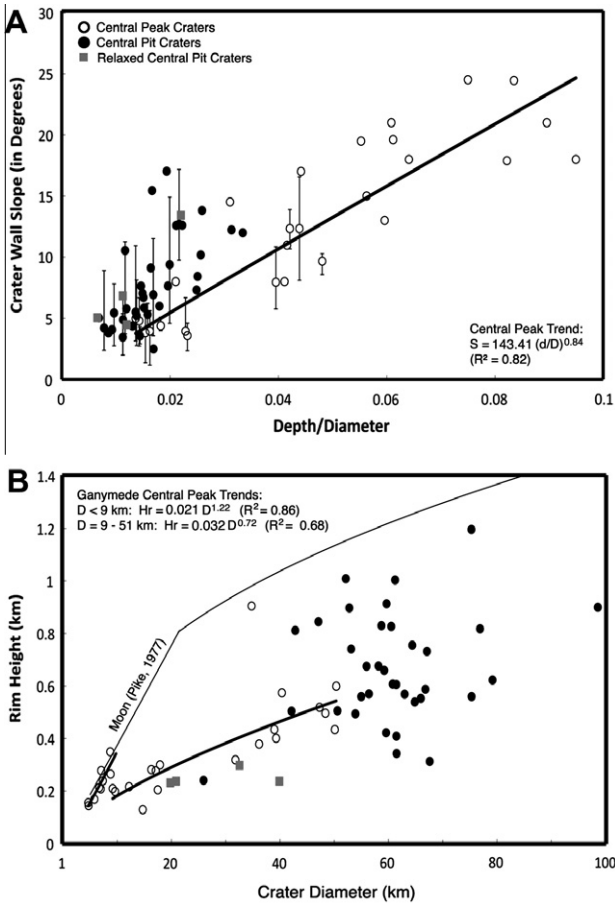 A
Central Peak Craters
Central Pit Craters
Relaxed Central Pit Craters
30
25
20
15
10
5
0
Crater Wall Slope (in Degrees)
Central Peak Trend:
S = 143.41 (d/D)^0.84
(R² = 0.82)
0
0.02
0.04
0.06
0.08
0.1
Depth/Diameter
B
1.4
1.2
1
0.8
0.6
0.4
0.2
0
Rim Height (km)
Ganymede Central Peak Trends:
D < 9 km: Hr = 0.021 D^1.22 (R² = 0.86)
D = 9 - 51 km: Hr = 0.032 D^0.72 (R² = 0.68)
Moon (Pike, 1977)
1
20
40
60
80
100
Crater Diameter (km)